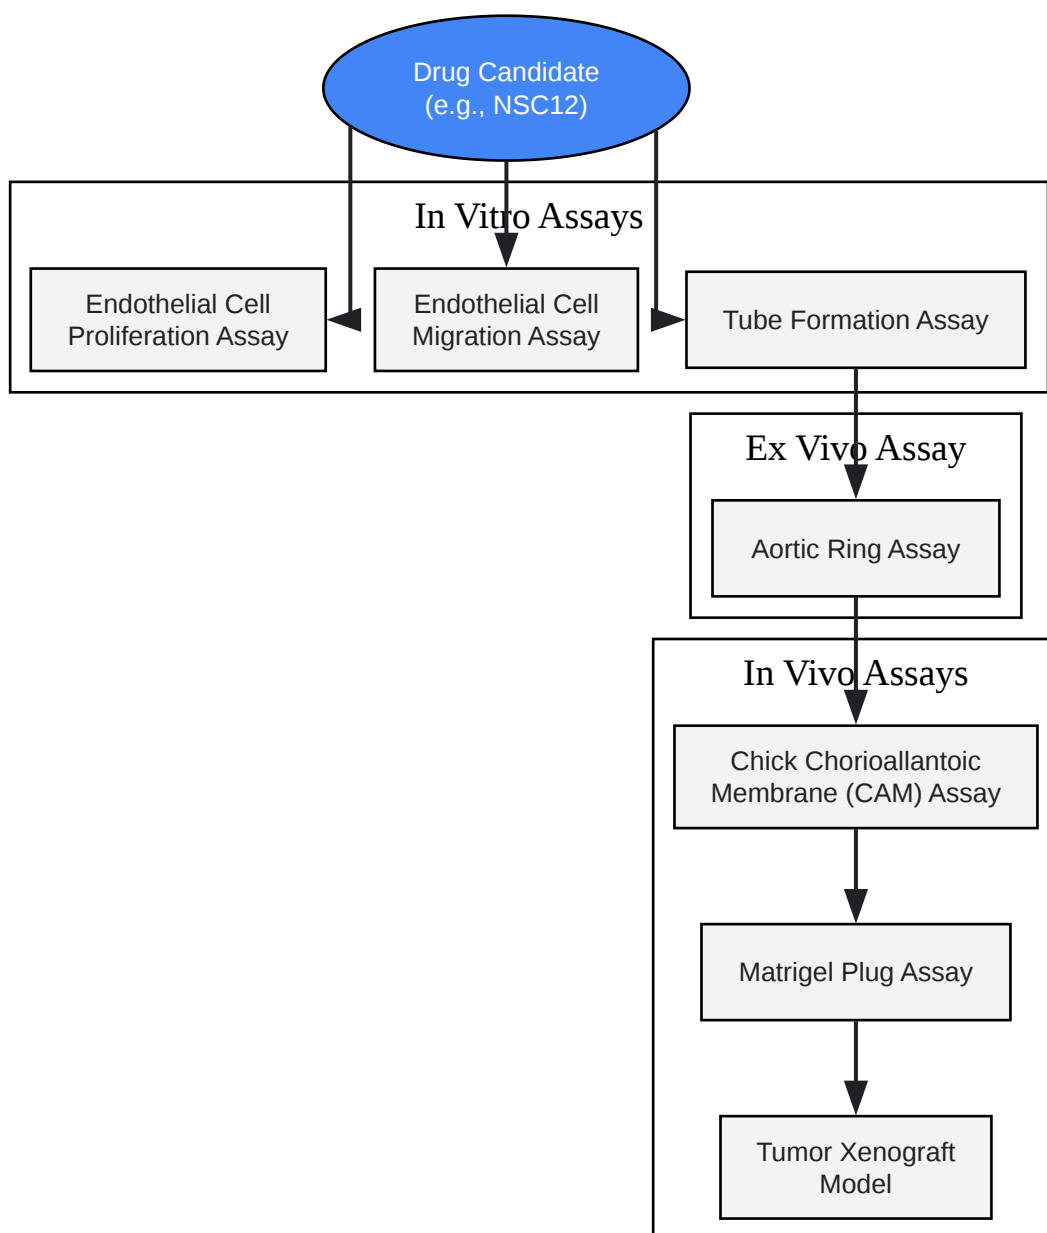 Drug Candidate
(e.g., NSC12)
In Vitro Assays
Endothelial Cell
Proliferation Assay
Endothelial Cell
Migration Assay
Tube Formation Assay
Ex Vivo Assay
Aortic Ring Assay
In Vivo Assays
Chick Chorioallantoic
Membrane (CAM) Assay
Matrigel Plug Assay
Tumor Xenograft
Model